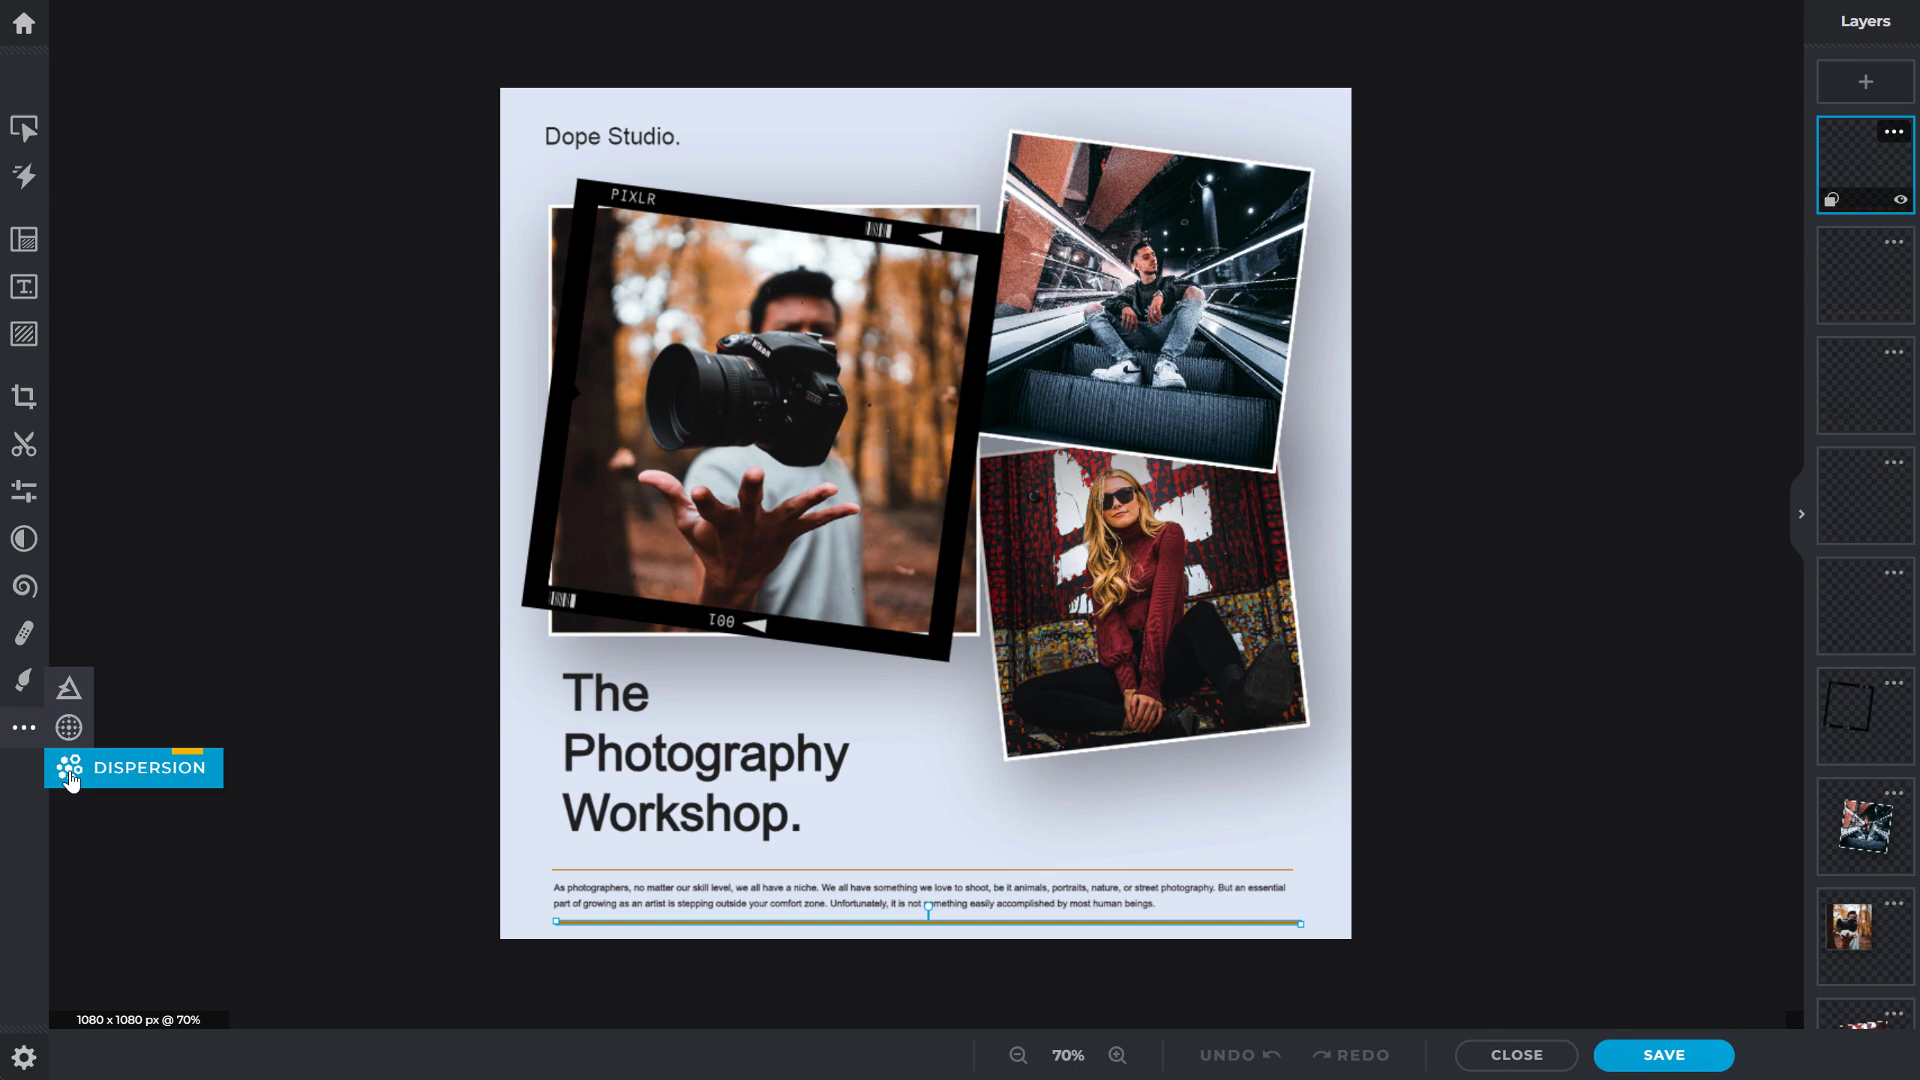 Layers
Dope Studio.
PIXLR
Nikon
001
The
Photography
Workshop.
As photographers, no matter our skill level, we all have a niche. We all have something we love to shoot, be it animals, portraits, nature, or street photography. But an essential
part of growing as an artist is stepping outside your comfort zone. Unfortunately, it is not something easily accomplished by most human beings.
DISPERSION
1080 x 1080 px @ 70%
70%
UNDO
REDO
CLOSE
SAVE